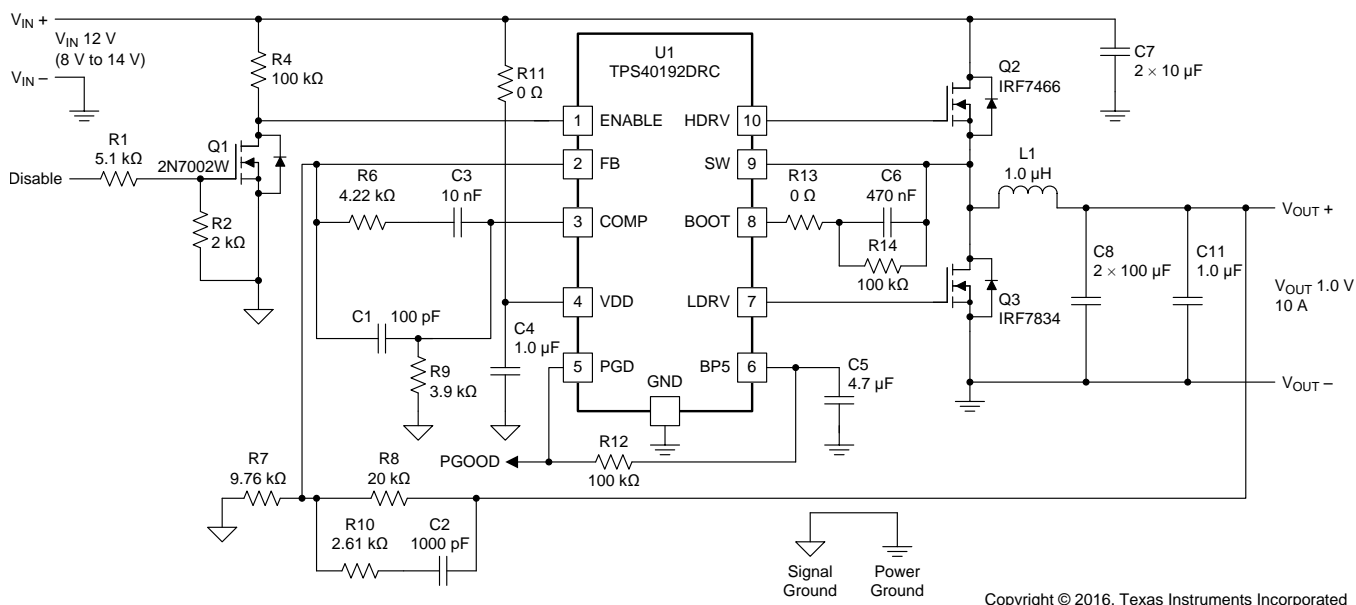 VIN +
VIN 12 V
(8 V to 14 V)
VIN –
R4
100 kΩ
R11
0 Ω
U1
TPS40192DRC
C7
2 × 10 µF
Q2
IRF7466
R1
5.1 kΩ
Q1
2N7002W
Disable
R2
2 kΩ
1
ENABLE
HDRV
10
2
FB
SW
9
3
COMP
BOOT
8
4
VDD
LDRV
7
5
PGD
BP5
6
GND
R6
4.22 kΩ
C3
10 nF
R13
0 Ω
C6
470 nF
R14
100 kΩ
L1
1.0 µH
VOUT +
C8
2 × 100 µF
C11
1.0 µF
VOUT 1.0 V
10 A
Q3
IRF7834
C1
100 pF
R9
3.9 kΩ
C4
1.0 µF
C5
4.7 µF
VOUT –
PGOOD
R12
100 kΩ
R7
9.76 kΩ
R8
20 kΩ
R10
2.61 kΩ
C2
1000 pF
Signal
Ground
Power
Ground
Copyright © 2016, Texas Instruments Incorporated